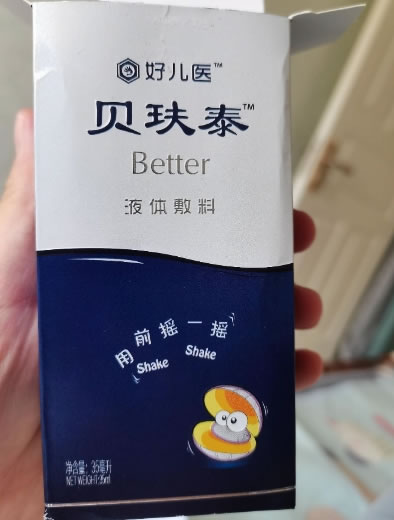 好儿医™
贝玞泰™
Better
液体敷料
用前摇一摇
Shake Shake
净含量：35毫升
NET WEIGHT:35ml